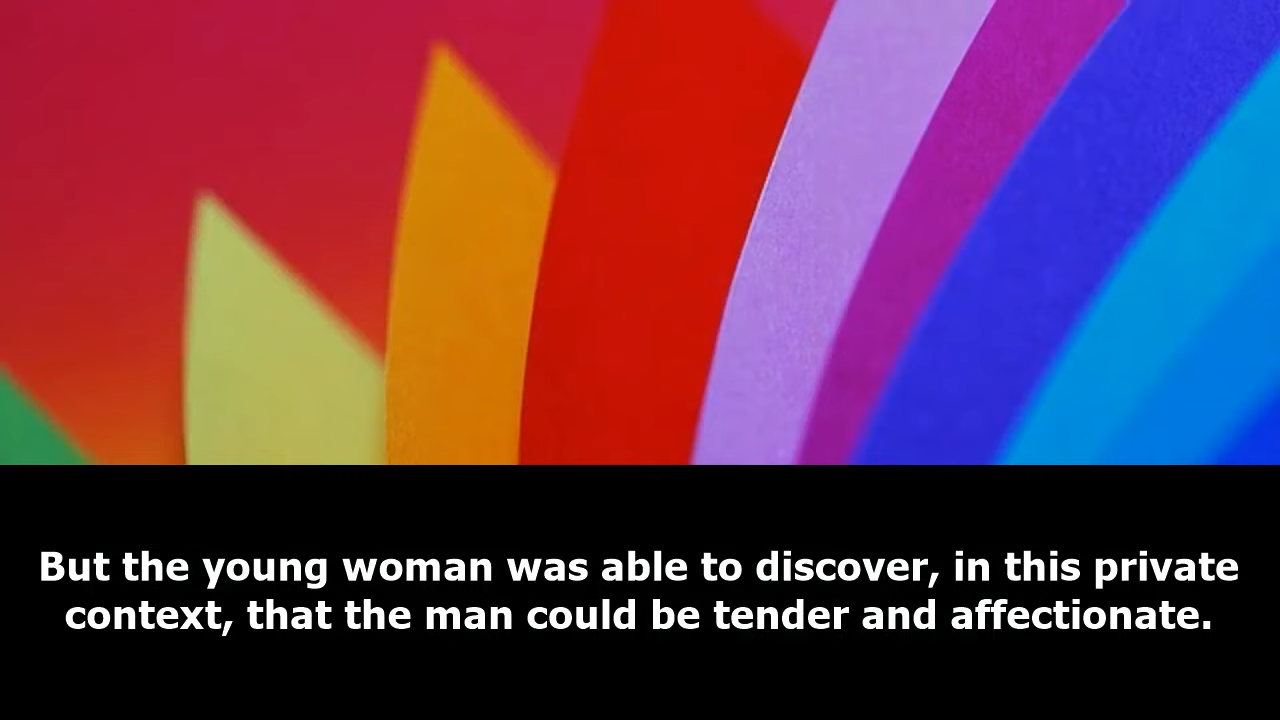 But the young woman was able to discover, in this private
context, that the man could be tender and affectionate.